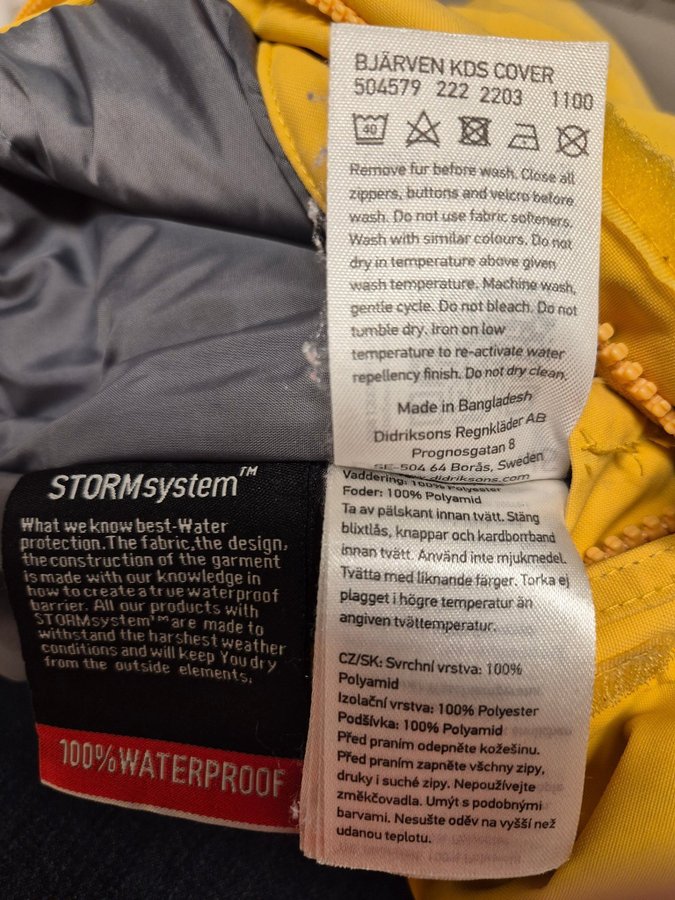 BJÄRVEN KDS COVER
504579 222 2203 1100
40
Remove fur before wash. Close all
zippers, buttons and velcro before
wash. Do not use fabric softeners.
Wash with similar colours. Do not
dry in temperature above given
wash temperature. Machine wash,
gentle cycle. Do not bleach. Do not
tumble dry. Iron on low
temperature to re-activate water
repellency finish. Do not dry clean.
Made in Bangladesh
Didriksons Regnkläder AB
Prognosgatan 8
SE-504 64 Borås, Sweden
didriksons.com
STORMsystem™
What we know best-Water
protection.The fabric,the design,
the construction of the garment
is made with our knowledge in
how to create a true waterproof
barrier. All our products with
STORMsystem™are made to
withstand the harshest weather
conditions and will keep You dry
from the outside elements.
100%WATERPROOF
Vaddering: 100% Polyester
Foder: 100% Polyamid
Ta av pälskant innan tvätt. Stäng
blixtlås, knappar och kardborrband
innan tvätt. Använd inte mjukmedel.
Tvätta med liknande färger. Torka ej
plagget i högre temperatur än
angiven tvättemperatur.
CZ/SK: Svrchní vrstva: 100%
Polyamid
Izolační vrstva: 100% Polyester
Podšívka: 100% Polyamid
Před praním odepněte kožešinu.
Před praním zapněte všchny zipy,
druky i suché zipy. Nepoužívejte
změkčovadla. Umýt s podobnými
barvami. Nesušte oděv na vyšší než
udanou teplotu.